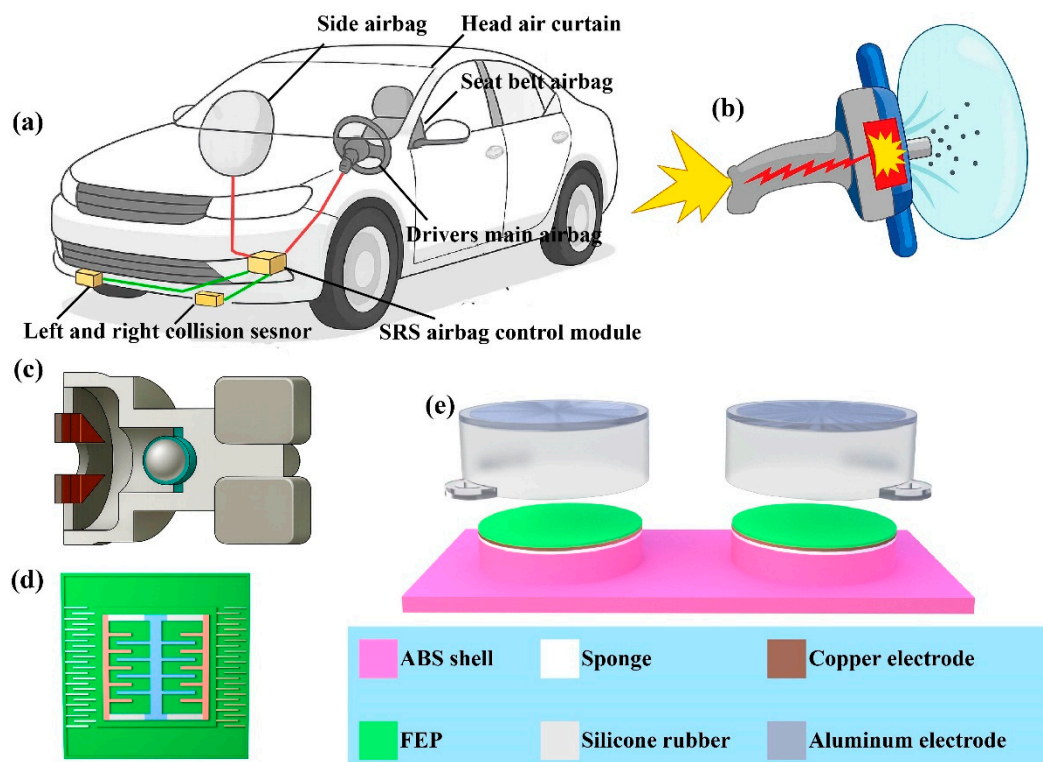 Side airbag
Head air curtain
Seat belt airbag
(a)
(b)
Drivers main airbag
Left and right collision sesnor
SRS airbag control module
(c)
(e)
(d)
ABS shell
Sponge
Copper electrode
FEP
Silicone rubber
Aluminum electrode